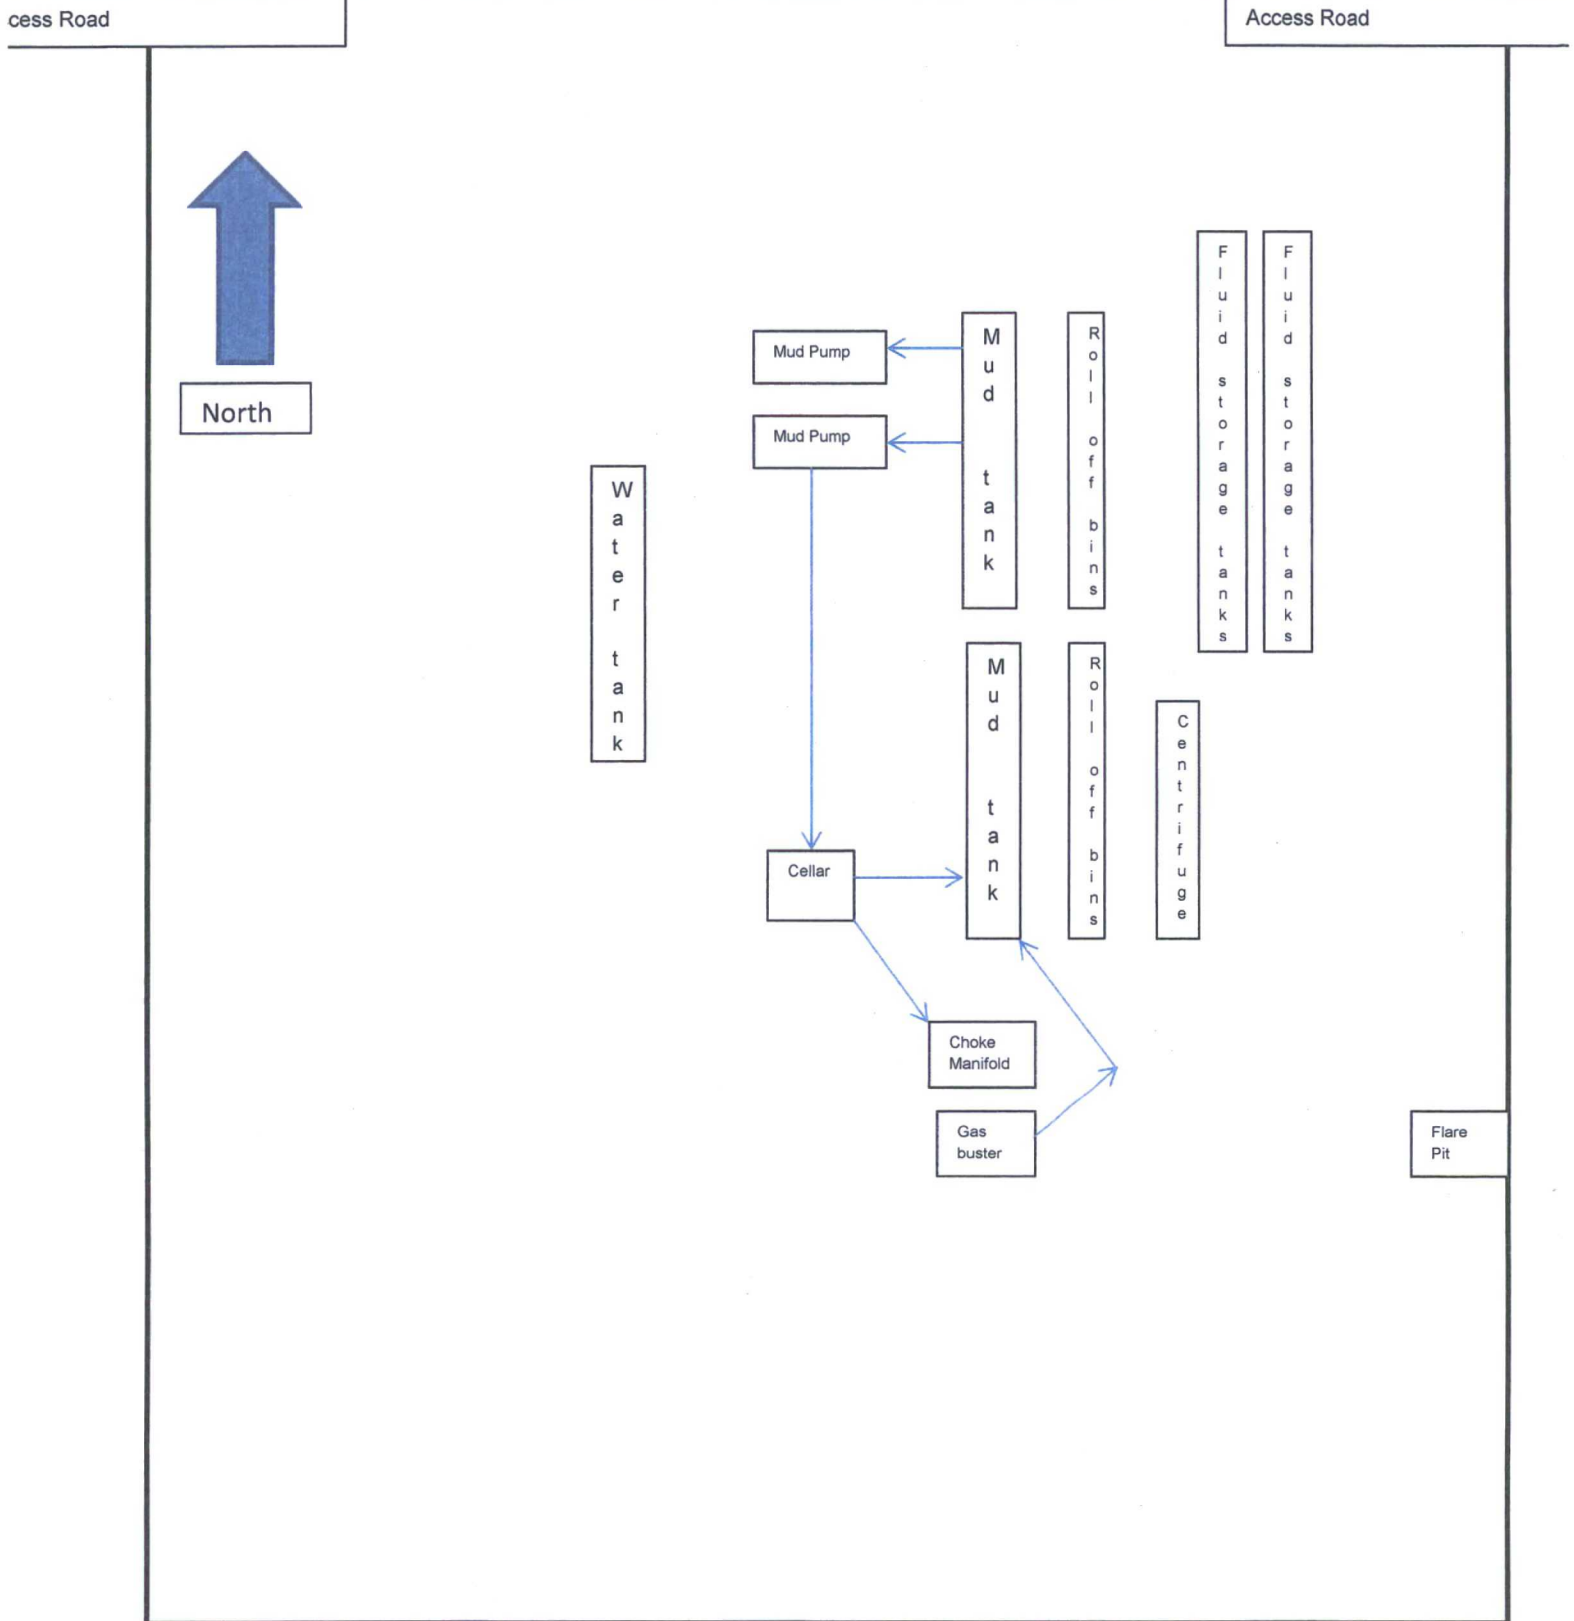 cess Road
Access Road
North
Mud Pump
Mud Pump
Water tank
Mud tank
Roll off bins
Fluid storage tanks
Fluid storage tanks
Mud tank
Roll off bins
Centrifuge
Cellar
Choke
Manifold
Gas
buster
Flare
Pit